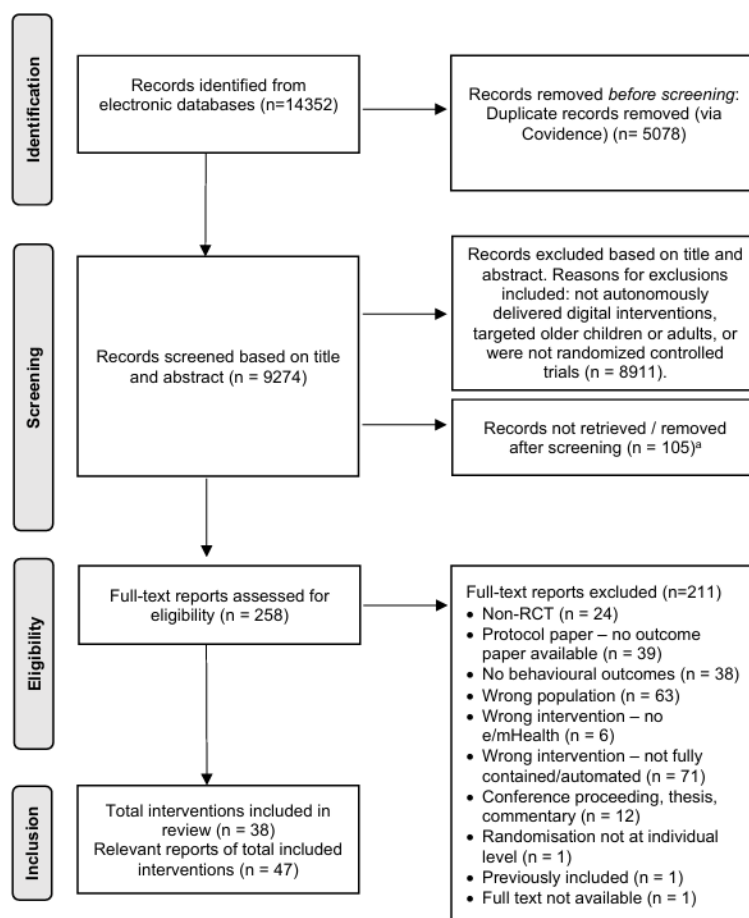 Identification
Records identified from
electronic databases (n=14352)
Records removed before screening:
Duplicate records removed (via
Covidence) (n= 5078)
Screening
Records screened based on title
and abstract (n = 9274)
Records excluded based on title and
abstract. Reasons for exclusions
included: not autonomously
delivered digital interventions,
targeted older children or adults, or
were not randomized controlled
trials (n = 8911).
Records not retrieved / removed
after screening (n = 105)ᵃ
Eligibility
Full-text reports assessed for
eligibility (n = 258)
Full-text reports excluded (n=211)
• Non-RCT (n = 24)
• Protocol paper – no outcome
paper available (n = 39)
• No behavioural outcomes (n = 38)
• Wrong population (n = 63)
• Wrong intervention – no
e/mHealth (n = 6)
• Wrong intervention – not fully
contained/automated (n = 71)
• Conference proceeding, thesis,
commentary (n = 12)
• Randomisation not at individual
level (n = 1)
• Previously included (n = 1)
• Full text not available (n = 1)
Inclusion
Total interventions included in
review (n = 38)
Relevant reports of total included
interventions (n = 47)